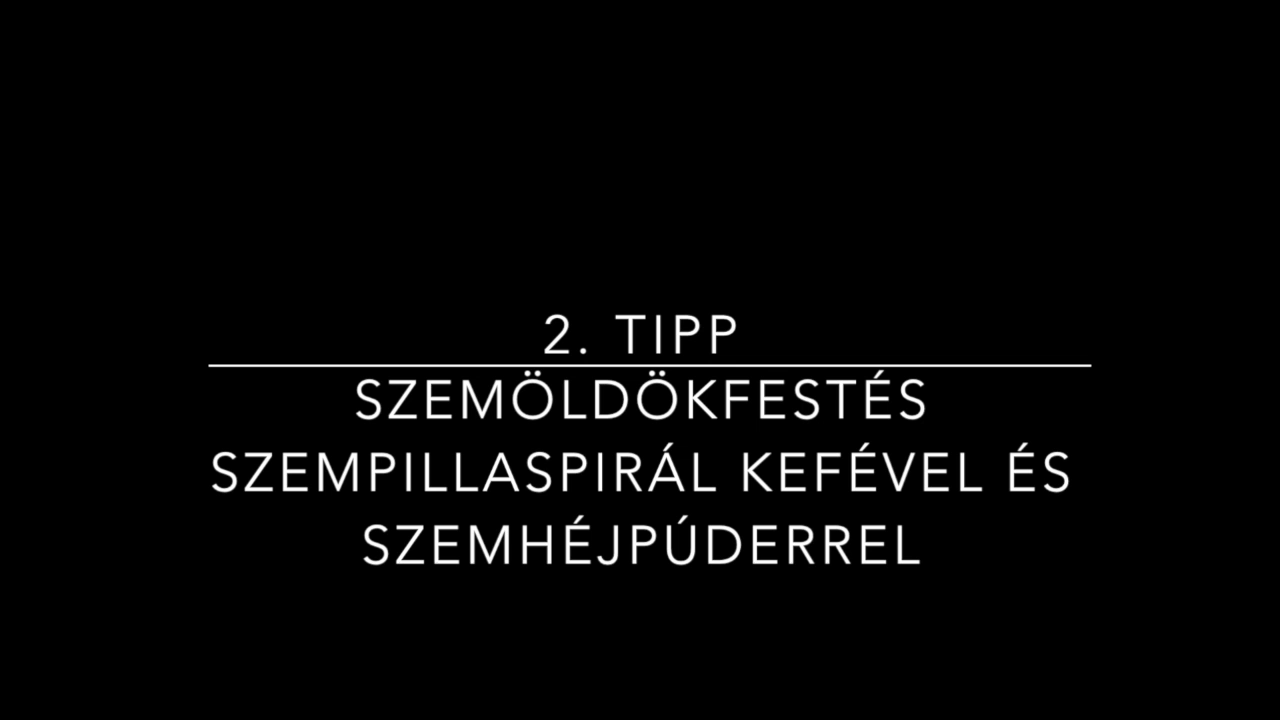 2. TIPP
SZEMÖLDÖKFESTÉS
SZEMPILLASPIRÁL KEFÉVEL ÉS
SZEMHÉJPÚDERREL